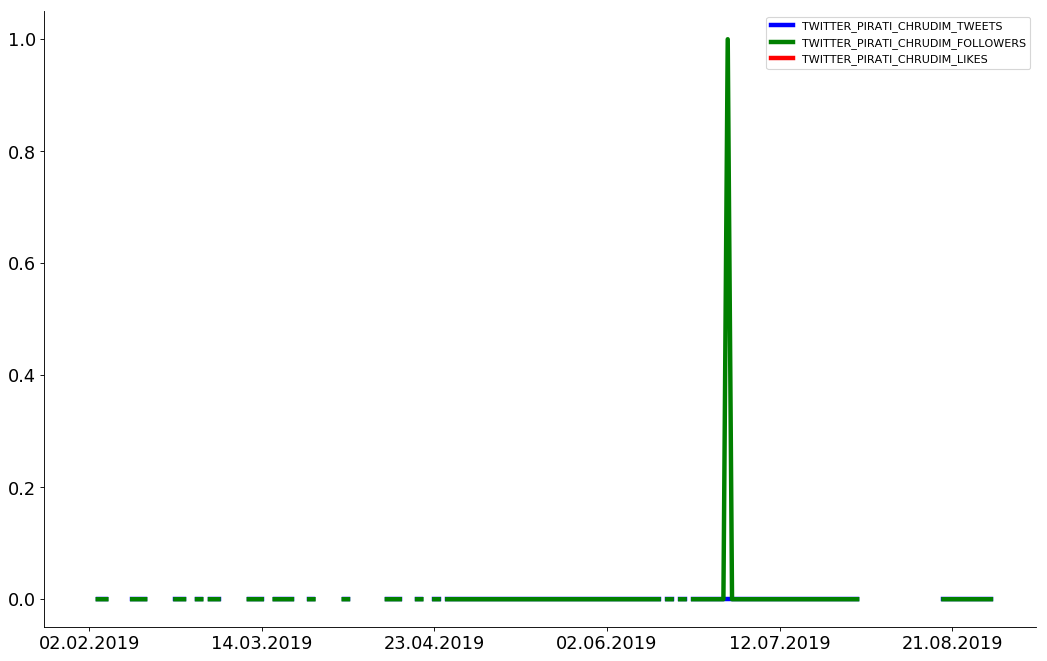 TWITTER_PIRATI_CHRUDIM_TWEETS
TWITTER_PIRATI_CHRUDIM_FOLLOWERS
TWITTER_PIRATI_CHRUDIM_LIKES
1.0
0.8
0.6
0.4
0.2
0.0
02.02.2019 14.03.2019 23.04.2019 02.06.2019 12.07.2019 21.08.2019